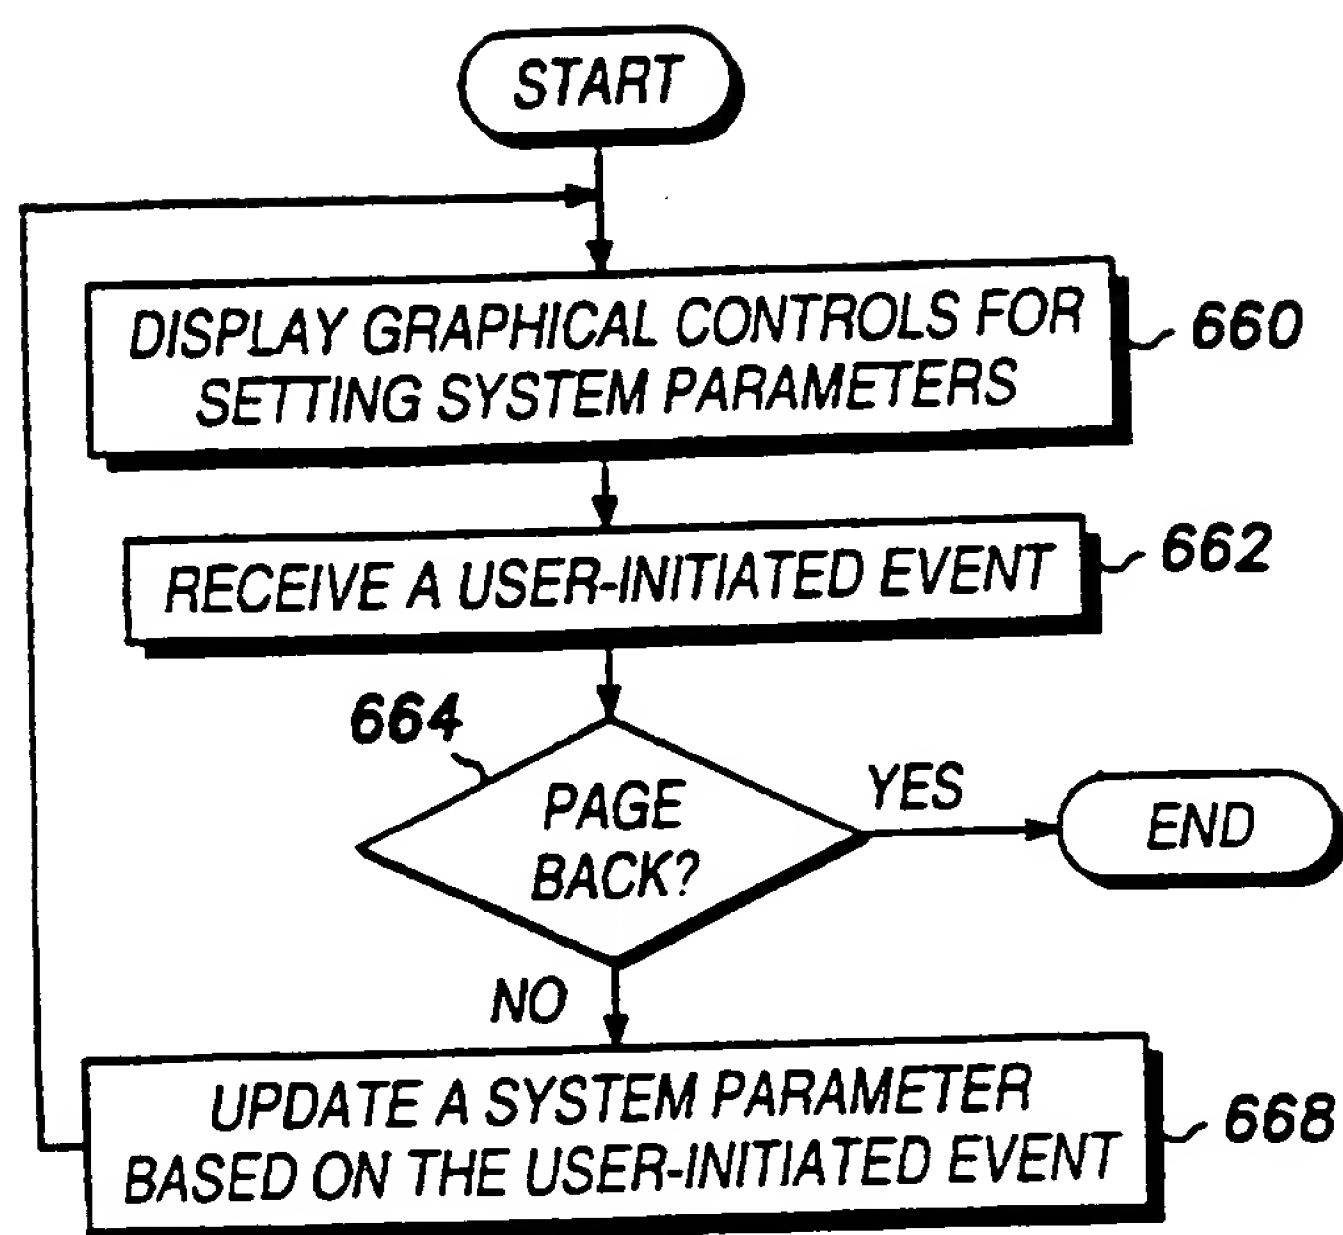 START
DISPLAY GRAPHICAL CONTROLS FOR
SETTING SYSTEM PARAMETERS
660
RECEIVE A USER-INITIATED EVENT
662
664
PAGE
BACK?
YES
END
NO
UPDATE A SYSTEM PARAMETER
BASED ON THE USER-INITIATED EVENT
668